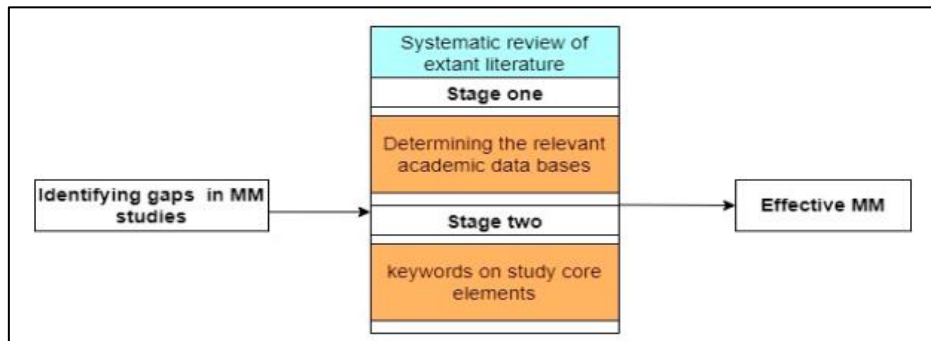 Systematic review of
extant literature
Stage one
Determining the relevant
academic data bases
Identifying gaps in MM
studies
Stage two
Effective MM
keywords on study core
elements